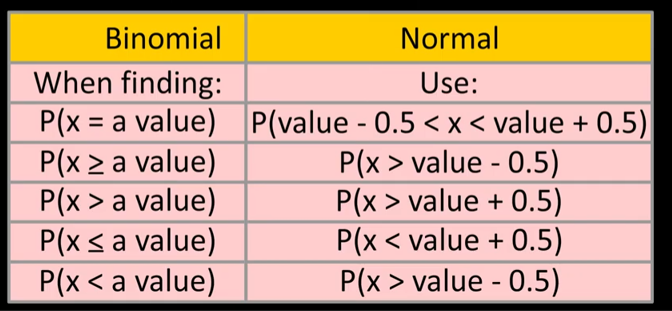 Binomial Normal
When finding: Use:
P(x = a value) P(value - 0.5 < x < value + 0.5)
P(x ≥ a value) P(x > value - 0.5)
P(x > a value) P(x > value + 0.5)
P(x ≤ a value) P(x < value + 0.5)
P(x < a value) P(x > value - 0.5)